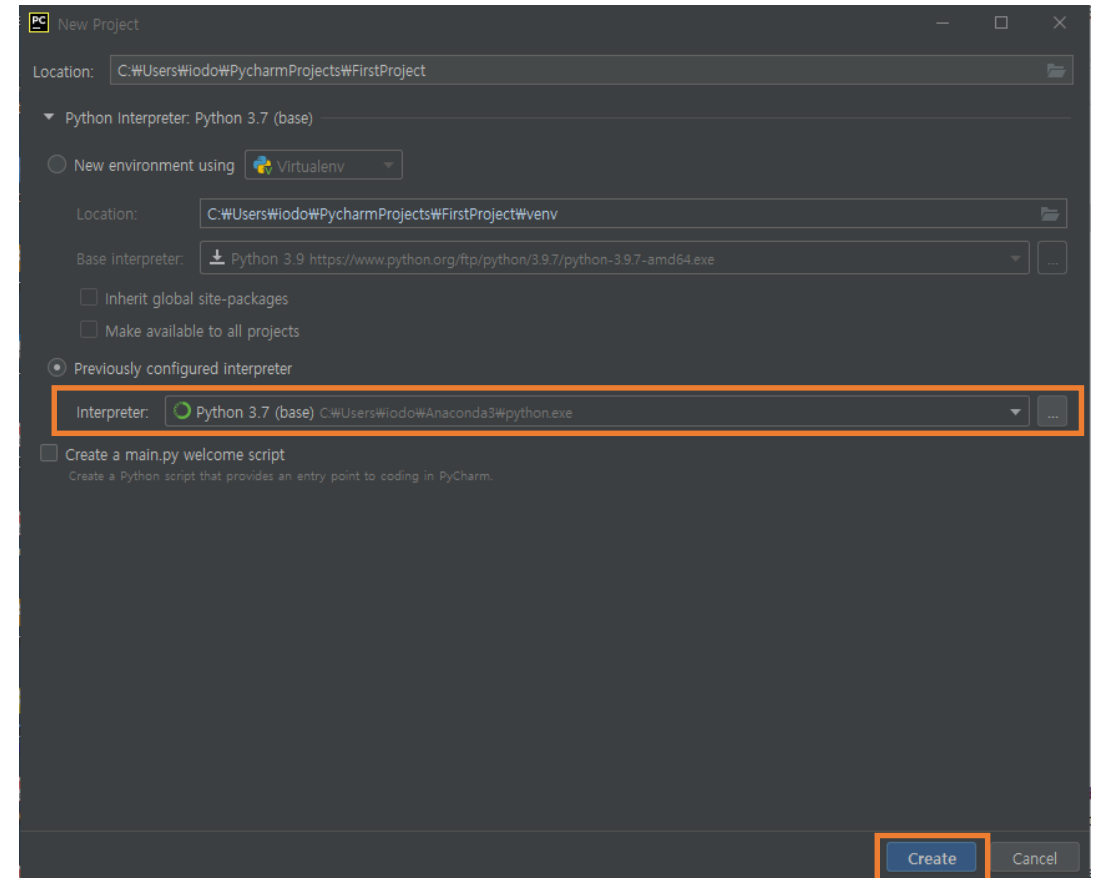 PC New Project
Location: C:₩Users₩iodo₩PycharmProjects₩FirstProject
Python Interpreter: Python 3.7 (base)
New environment using Virtualenv
Location: C:₩Users₩iodo₩PycharmProjects₩FirstProject₩venv
Base interpreter: Python 3.9 https://www.python.org/ftp/python/3.9.7/python-3.9.7-amd64.exe ...
Inherit global site-packages
Make available to all projects
Previously configured interpreter
Interpreter: Python 3.7 (base) C:₩Users₩iodo₩Anaconda3₩python.exe ...
Create a main.py welcome script
Create a Python script that provides an entry point to coding in PyCharm.
Create Cancel